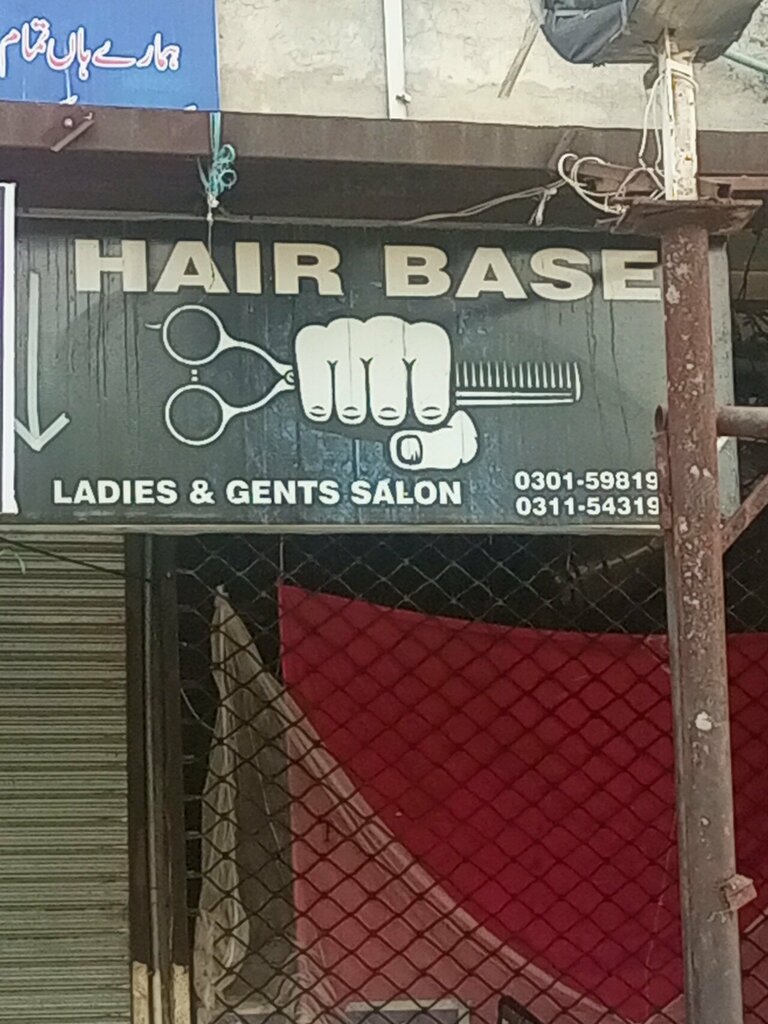 ہمارے ہاں تمام
HAIR BASE
LADIES & GENTS SALON
0301-59819
0311-54319